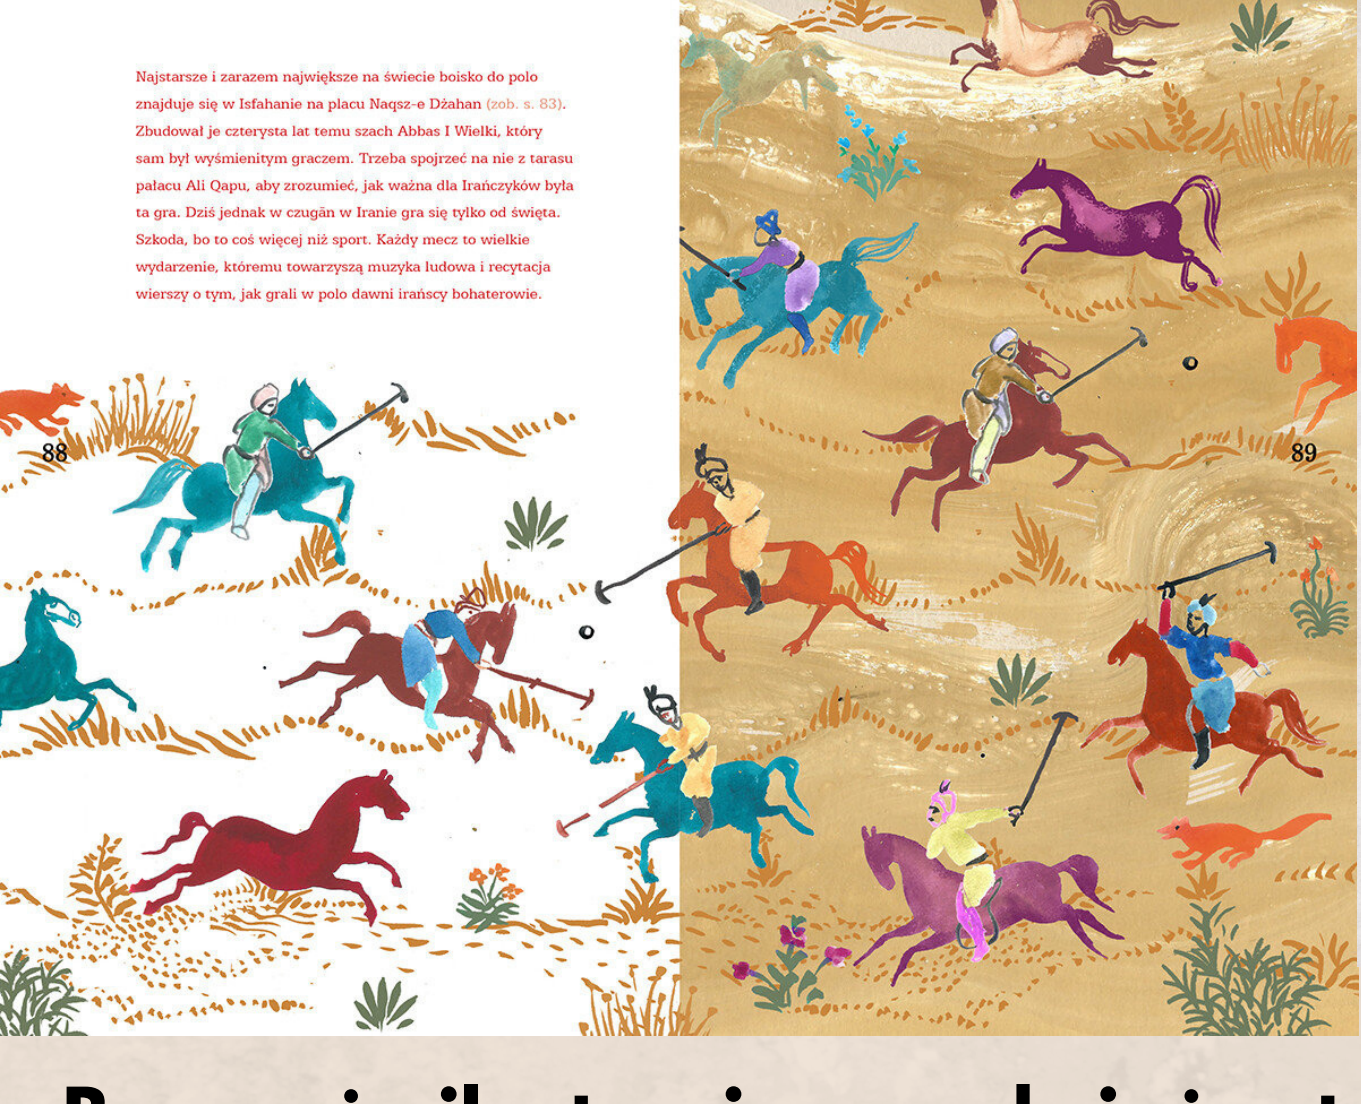 Najstarsze i zarazem największe na świecie boisko do polo
znajduje się w Isfahanie na placu Naqsz-e Dżahan (zob. s. 83).
Zbudował je czterysta lat temu szach Abbas I Wielki, który
sam był wyśmienitym graczem. Trzeba spojrzeć na nie z tarasu
pałacu Ali Qapu, aby zrozumieć, jak ważna dla Irańczyków była
ta gra. Dziś jednak w czugān w Iranie gra się tylko od święta.
Szkoda, bo to coś więcej niż sport. Każdy mecz to wielkie
wydarzenie, któremu towarzyszą muzyka ludowa i recytacja
wierszy o tym, jak grali w polo dawni irańscy bohaterowie.
88
89